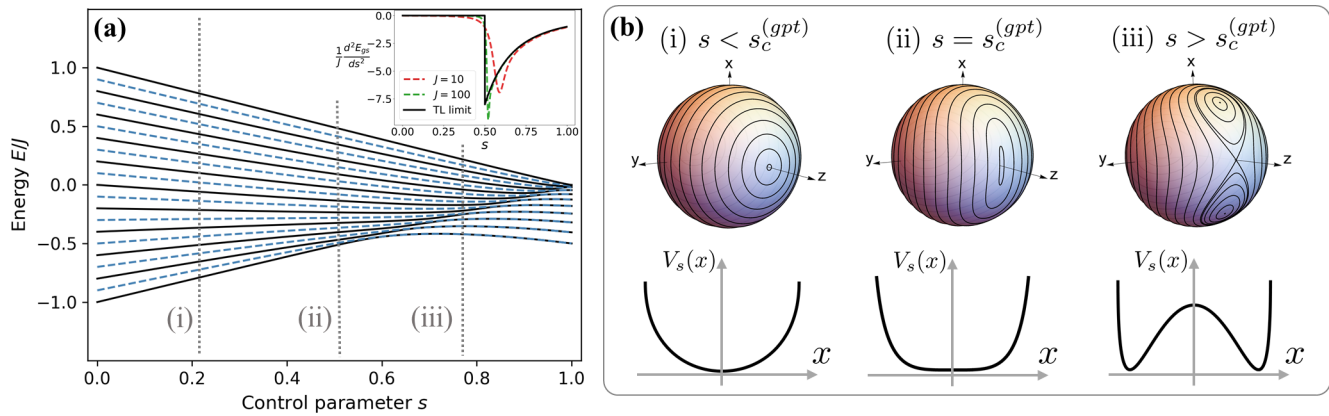 (a)
Energy E/J
1.0
0.5
0.0
−0.5
−1.0
0.0
0.2
0.4
0.6
0.8
1.0
Control parameter s
(i)
(ii)
(iii)
0.0
−2.5
−5.0
−7.5
0.00
0.25
0.50
0.75
1.00
s
1/J d²E_gs/ds²
J = 10
J = 100
TL limit
(b)
(i) s < s_c^(gpt)
(ii) s = s_c^(gpt)
(iii) s > s_c^(gpt)
x
y
z
x
y
z
x
y
z
V_s(x)
x
V_s(x)
x
V_s(x)
x